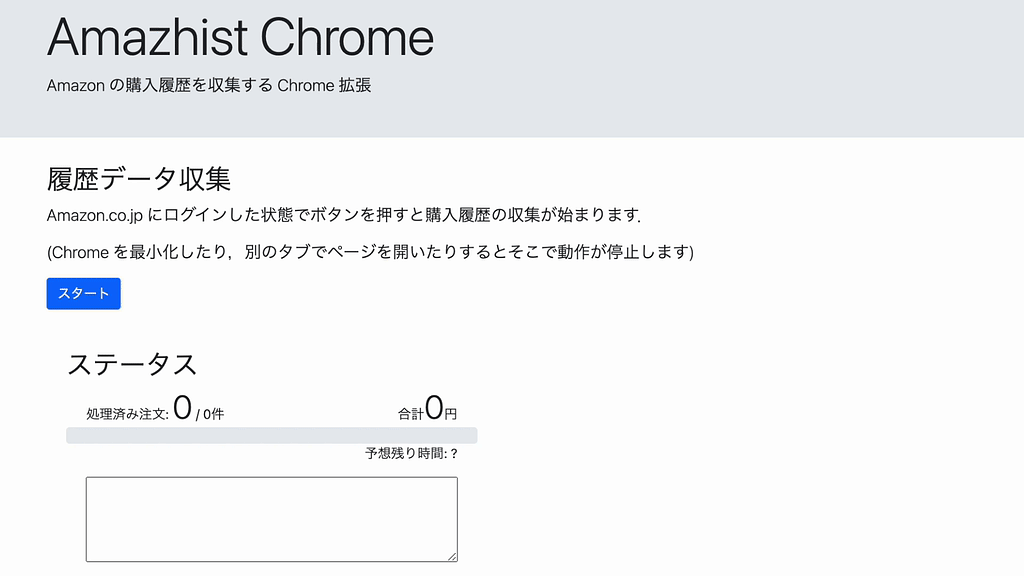 Amazhist Chrome
Amazon の購入履歴を収集する Chrome 拡張
履歴データ収集
Amazon.co.jp にログインした状態でボタンを押すと購入履歴の収集が始まります．
(Chrome を最小化したり，別のタブでページを開いたりするとそこで動作が停止します)
スタート
ステータス
処理済み注文: 0 / 0件 合計0円
予想残り時間: ?